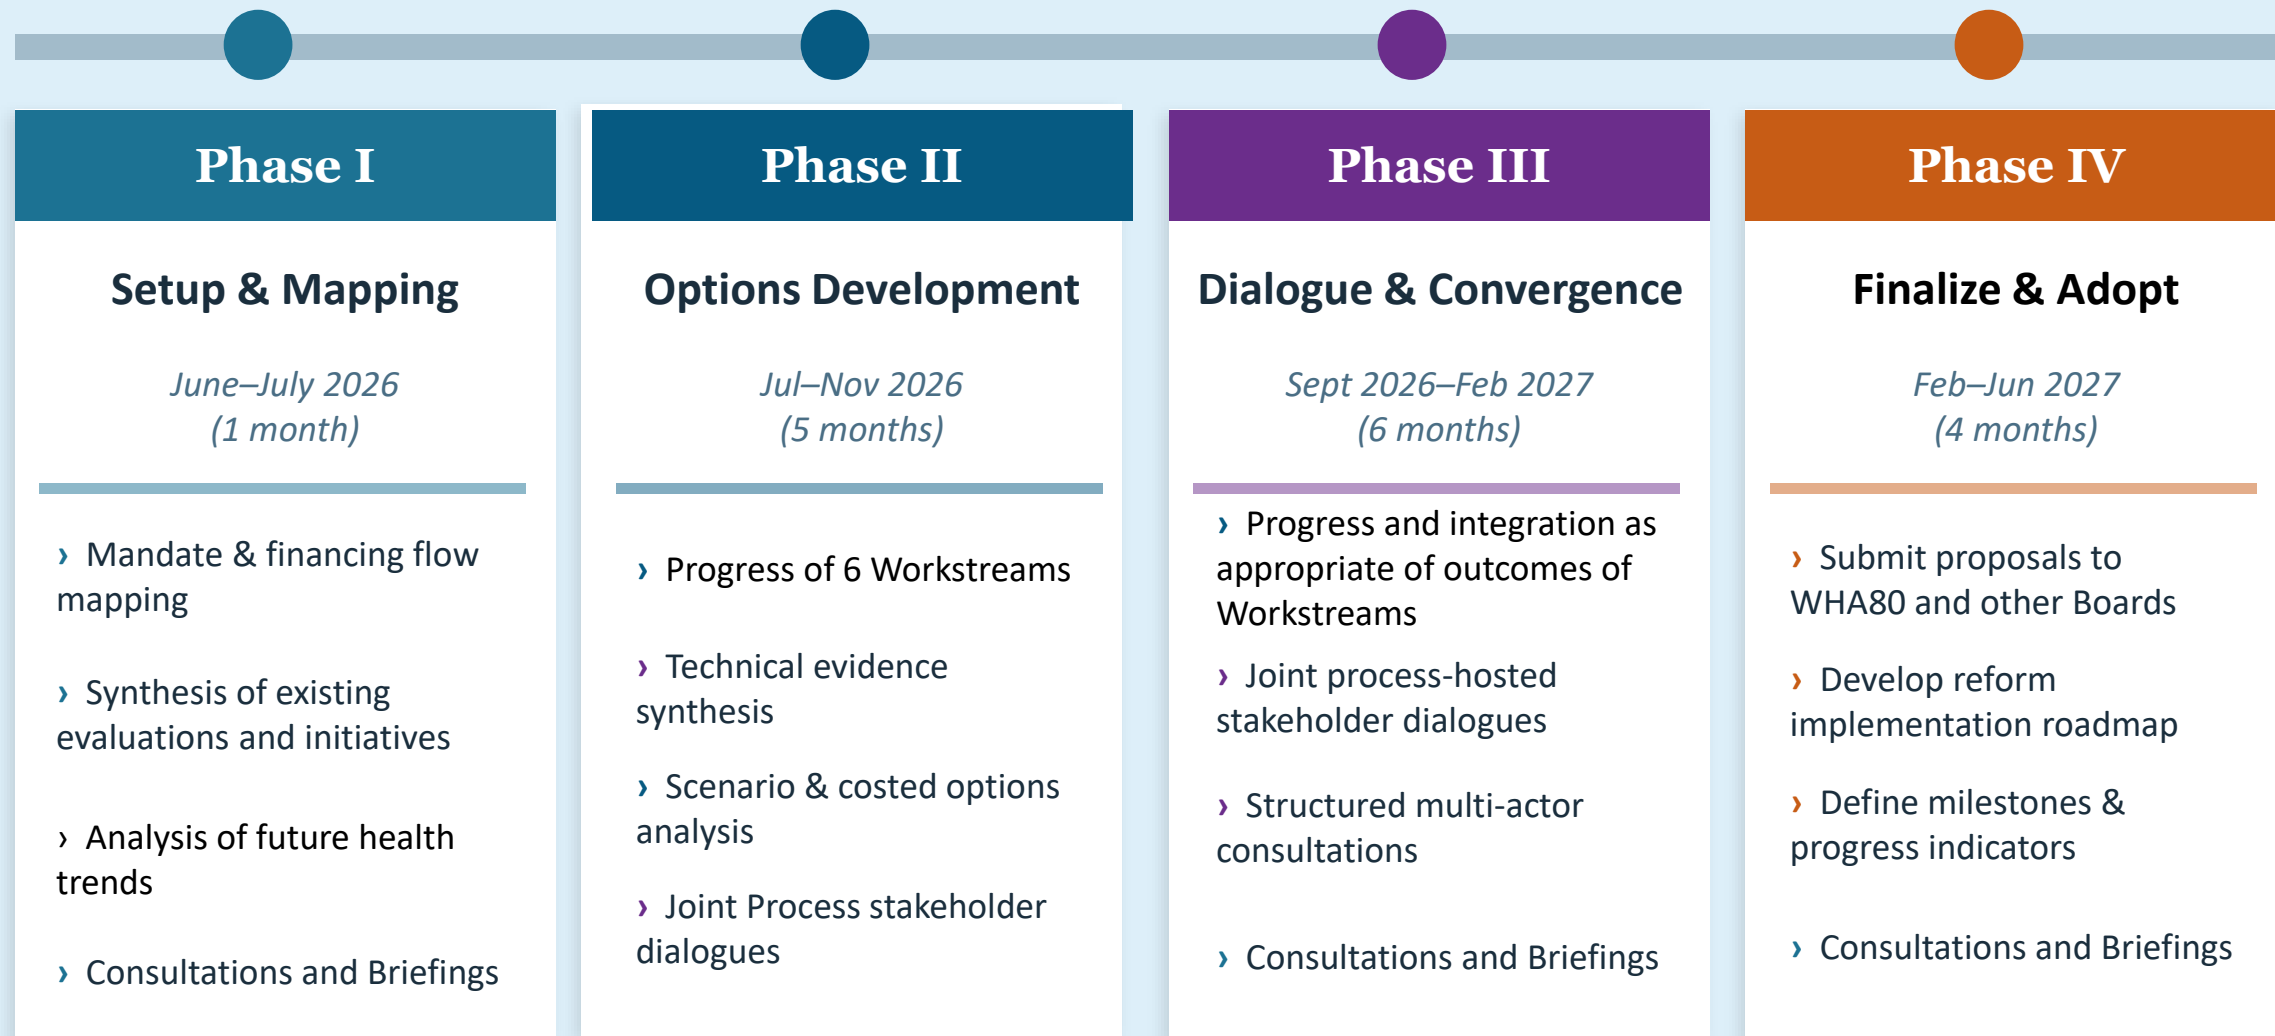 Phase I
Setup & Mapping
June–July 2026
(1 month)
› Mandate & financing flow
mapping
› Synthesis of existing
evaluations and initiatives
› Analysis of future health
trends
› Consultations and Briefings
Phase II
Options Development
Jul–Nov 2026
(5 months)
› Progress of 6 Workstreams
› Technical evidence
synthesis
› Scenario & costed options
analysis
› Joint Process stakeholder
dialogues
Phase III
Dialogue & Convergence
Sept 2026–Feb 2027
(6 months)
› Progress and integration as
appropriate of outcomes of
Workstreams
› Joint process-hosted
stakeholder dialogues
› Structured multi-actor
consultations
› Consultations and Briefings
Phase IV
Finalize & Adopt
Feb–Jun 2027
(4 months)
› Submit proposals to
WHA80 and other Boards
› Develop reform
implementation roadmap
› Define milestones &
progress indicators
› Consultations and Briefings